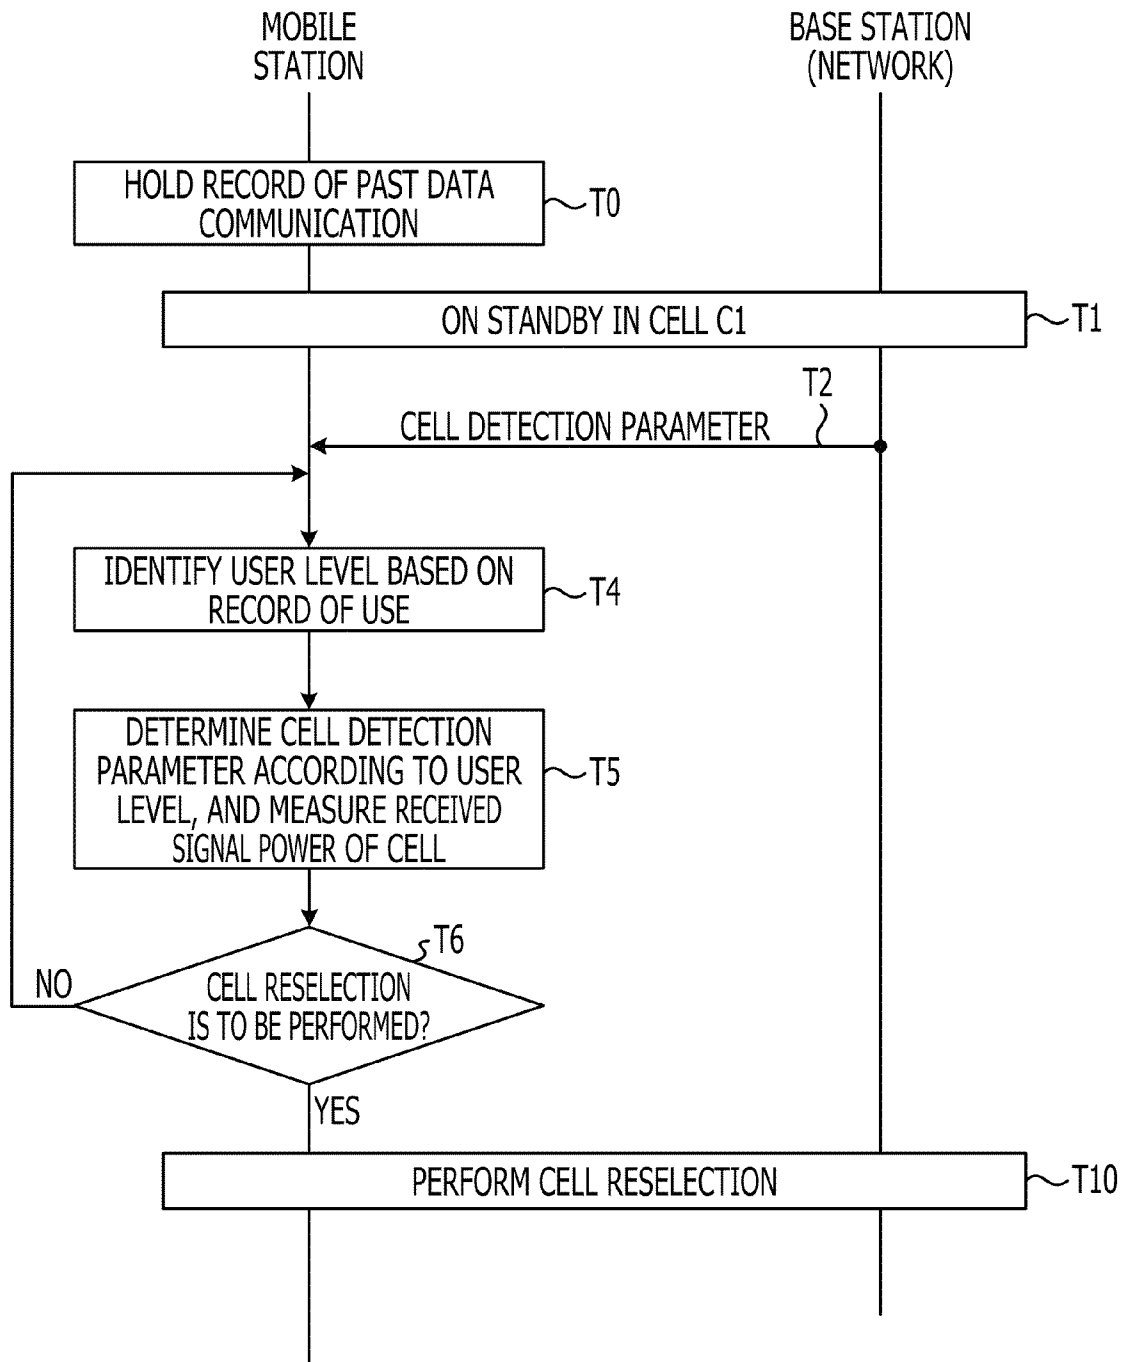 MOBILE
STATION
BASE STATION
(NETWORK)
HOLD RECORD OF PAST DATA
COMMUNICATION
T0
ON STANDBY IN CELL C1
T1
T2
CELL DETECTION PARAMETER
IDENTIFY USER LEVEL BASED ON
RECORD OF USE
T4
DETERMINE CELL DETECTION
PARAMETER ACCORDING TO USER
LEVEL, AND MEASURE RECEIVED
SIGNAL POWER OF CELL
T5
T6
NO
CELL RESELECTION
IS TO BE PERFORMED?
YES
PERFORM CELL RESELECTION
T10